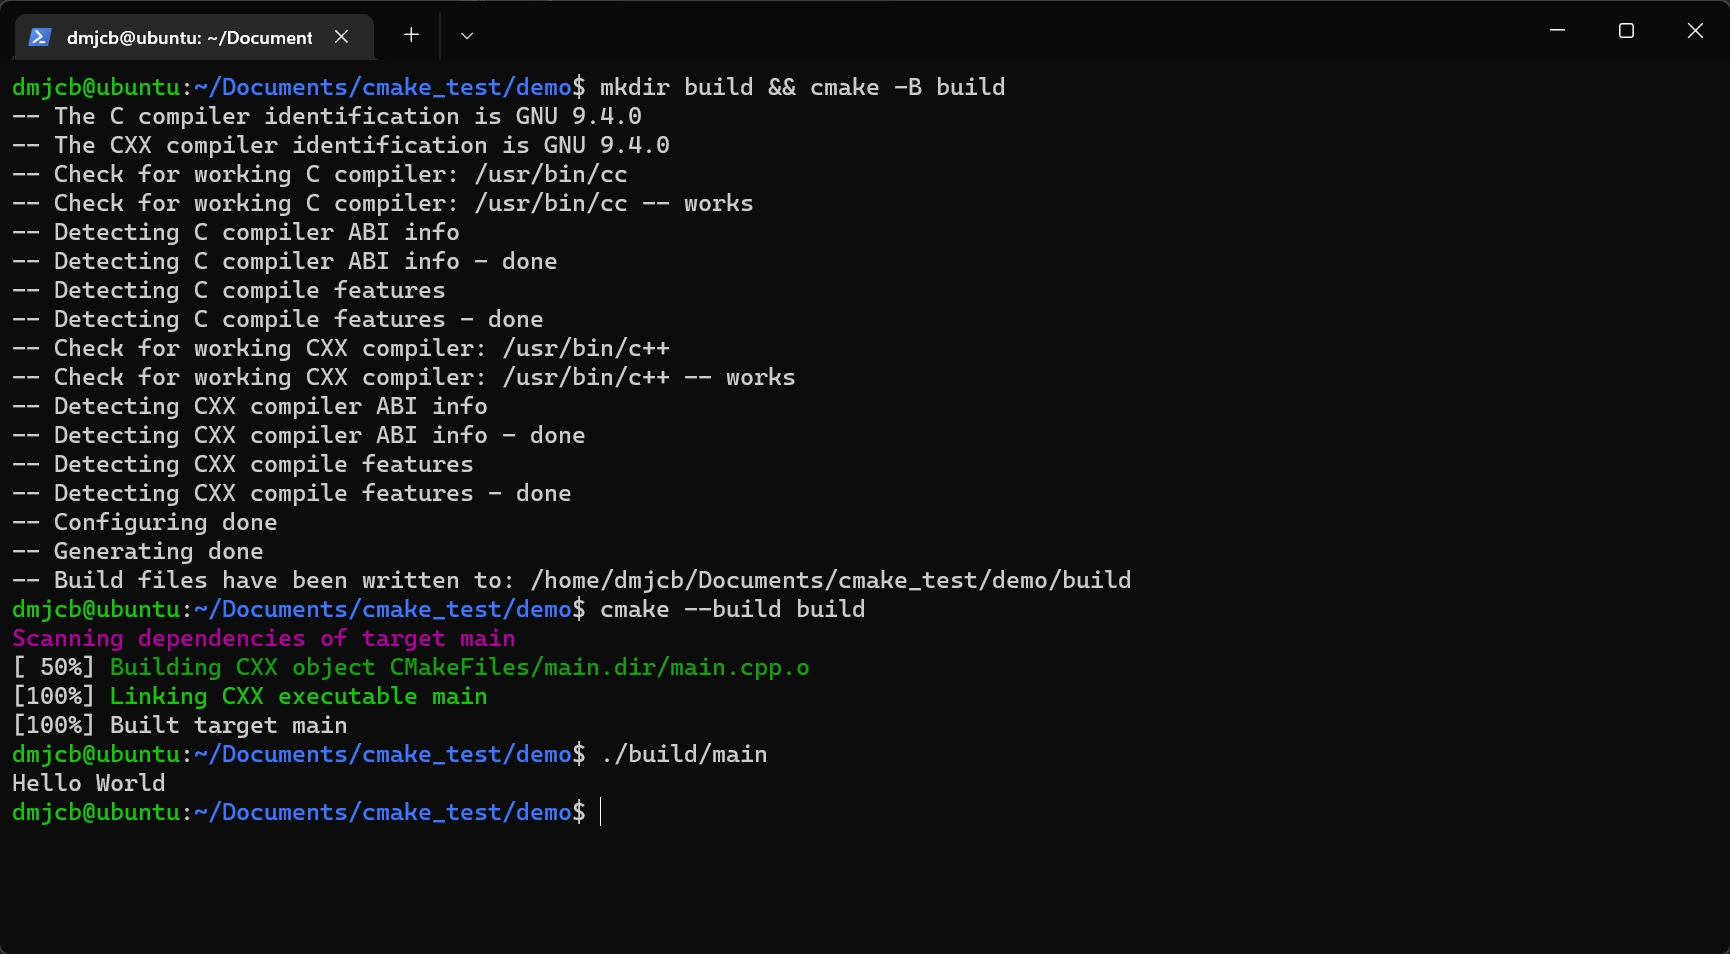 dmjcb@ubuntu: ~/Document
dmjcb@ubuntu:~/Documents/cmake_test/demo$ mkdir build && cmake -B build
-- The C compiler identification is GNU 9.4.0
-- The CXX compiler identification is GNU 9.4.0
-- Check for working C compiler: /usr/bin/cc
-- Check for working C compiler: /usr/bin/cc -- works
-- Detecting C compiler ABI info
-- Detecting C compiler ABI info - done
-- Detecting C compile features
-- Detecting C compile features - done
-- Check for working CXX compiler: /usr/bin/c++
-- Check for working CXX compiler: /usr/bin/c++ -- works
-- Detecting CXX compiler ABI info
-- Detecting CXX compiler ABI info - done
-- Detecting CXX compile features
-- Detecting CXX compile features - done
-- Configuring done
-- Generating done
-- Build files have been written to: /home/dmjcb/Documents/cmake_test/demo/build
dmjcb@ubuntu:~/Documents/cmake_test/demo$ cmake --build build
Scanning dependencies of target main
[ 50%] Building CXX object CMakeFiles/main.dir/main.cpp.o
[100%] Linking CXX executable main
[100%] Built target main
dmjcb@ubuntu:~/Documents/cmake_test/demo$ ./build/main
Hello World
dmjcb@ubuntu:~/Documents/cmake_test/demo$